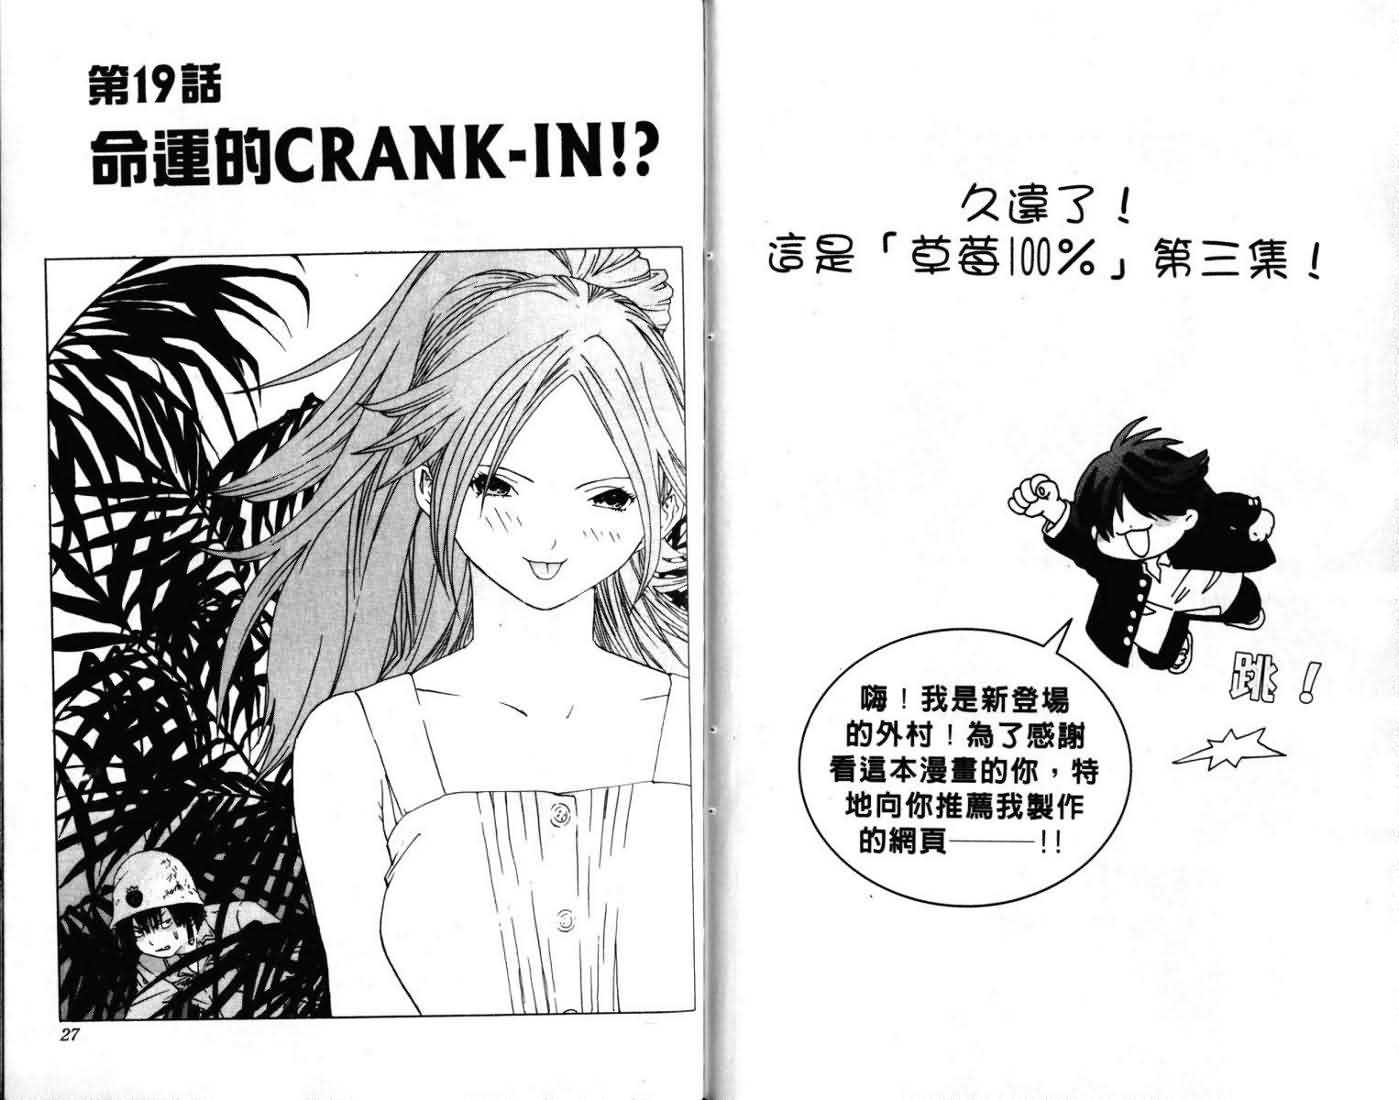 久違了！
這是「草莓100%」第三集！
嗨！我是新登場
的外村！為了感謝
看這本漫畫的你，特
地向你推薦我製作
的網頁———!!
跳！
第19話
命運的CRANK-IN!?
27